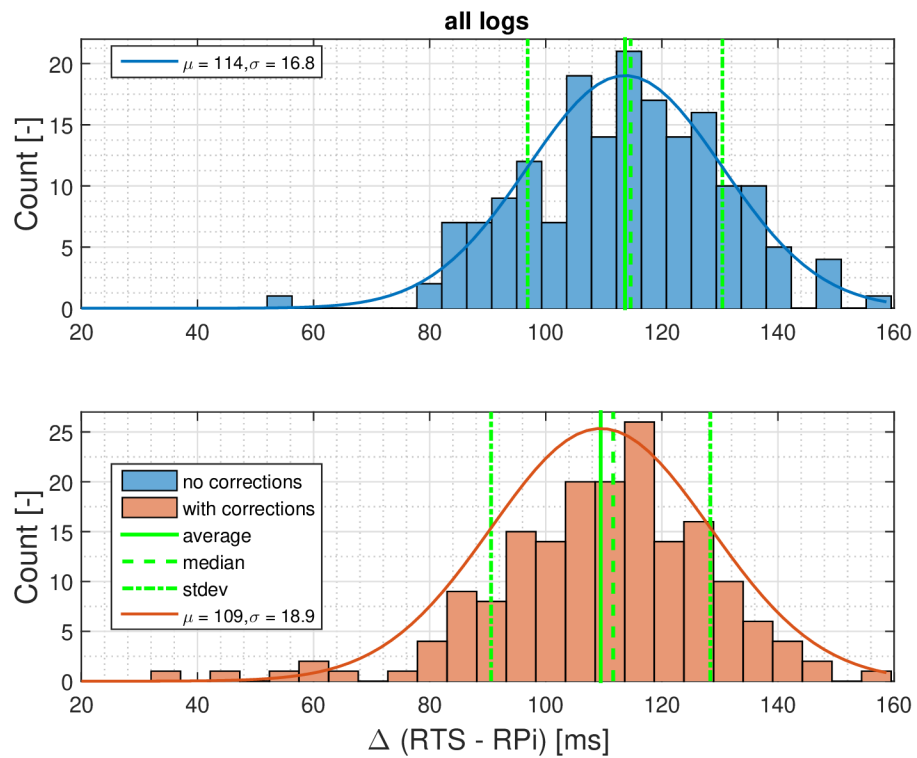 all logs
Count [-]
20
15
10
5
0
μ = 114,σ = 16.8
20 40 60 80 100 120 140 160
Count [-]
25
20
15
10
5
0
no corrections
with corrections
average
median
stdev
μ = 109,σ = 18.9
20 40 60 80 100 120 140 160
Δ (RTS - RPi) [ms]